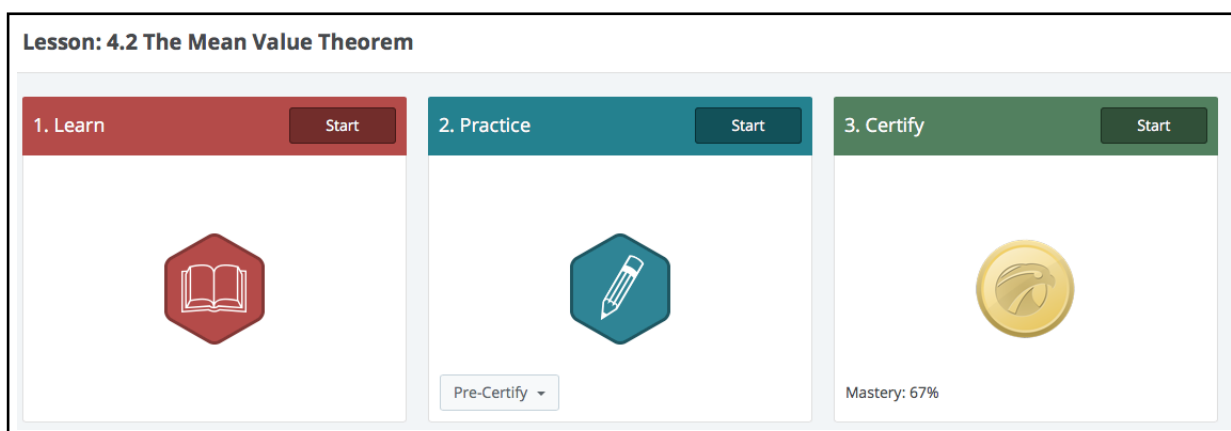 Lesson: 4.2 The Mean Value Theorem
1. Learn
Start
2. Practice
Start
3. Certify
Start
Pre-Certify
Mastery: 67%